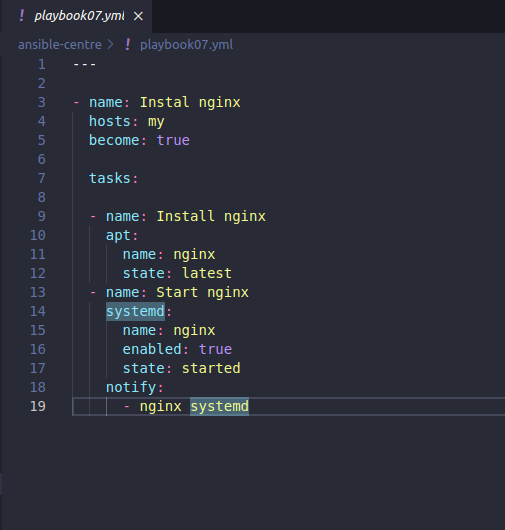 ! playbook07.yml ×
ansible-centre > ! playbook07.yml
1 ---
2
3 - name: Instal nginx
4   hosts: my
5   become: true
6
7   tasks:
8
9   - name: Install nginx
10     apt:
11       name: nginx
12       state: latest
13   - name: Start nginx
14     systemd:
15       name: nginx
16       enabled: true
17       state: started
18     notify:
19       - nginx systemd